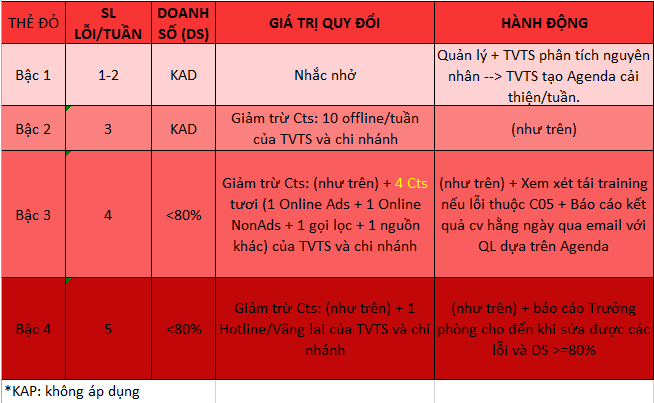 THẺ ĐỎ
SL
LỖI/TUẦN
DOANH
SỐ (DS)
GIÁ TRỊ QUY ĐỔI
HÀNH ĐỘNG
Bậc 1
1-2
KAD
Nhắc nhở
Quản lý + TVTS phân tích nguyên
nhân --> TVTS tạo Agenda cải
thiện/tuần.
Bậc 2
3
KAD
Giảm trừ Cts: 10 offline/tuần
của TVTS và chi nhánh
(như trên)
Bậc 3
4
<80%
Giảm trừ Cts: (như trên) + 4 Cts
tươi (1 Online Ads + 1 Online
NonAds + 1 gọi lọc + 1 nguồn
khác) của TVTS và chi nhánh
(như trên) + Xem xét tái training
nếu lỗi thuộc C05 + Báo cáo kết
quả cv hằng ngày qua email với
QL dựa trên Agenda
Bậc 4
5
<80%
Giảm trừ Cts: (như trên) + 1
Hotline/Vãng lai của TVTS và chi
nhánh
(như trên) + báo cáo Trưởng
phòng cho đến khi sửa được các
lỗi và DS >=80%
*KAP: không áp dụng